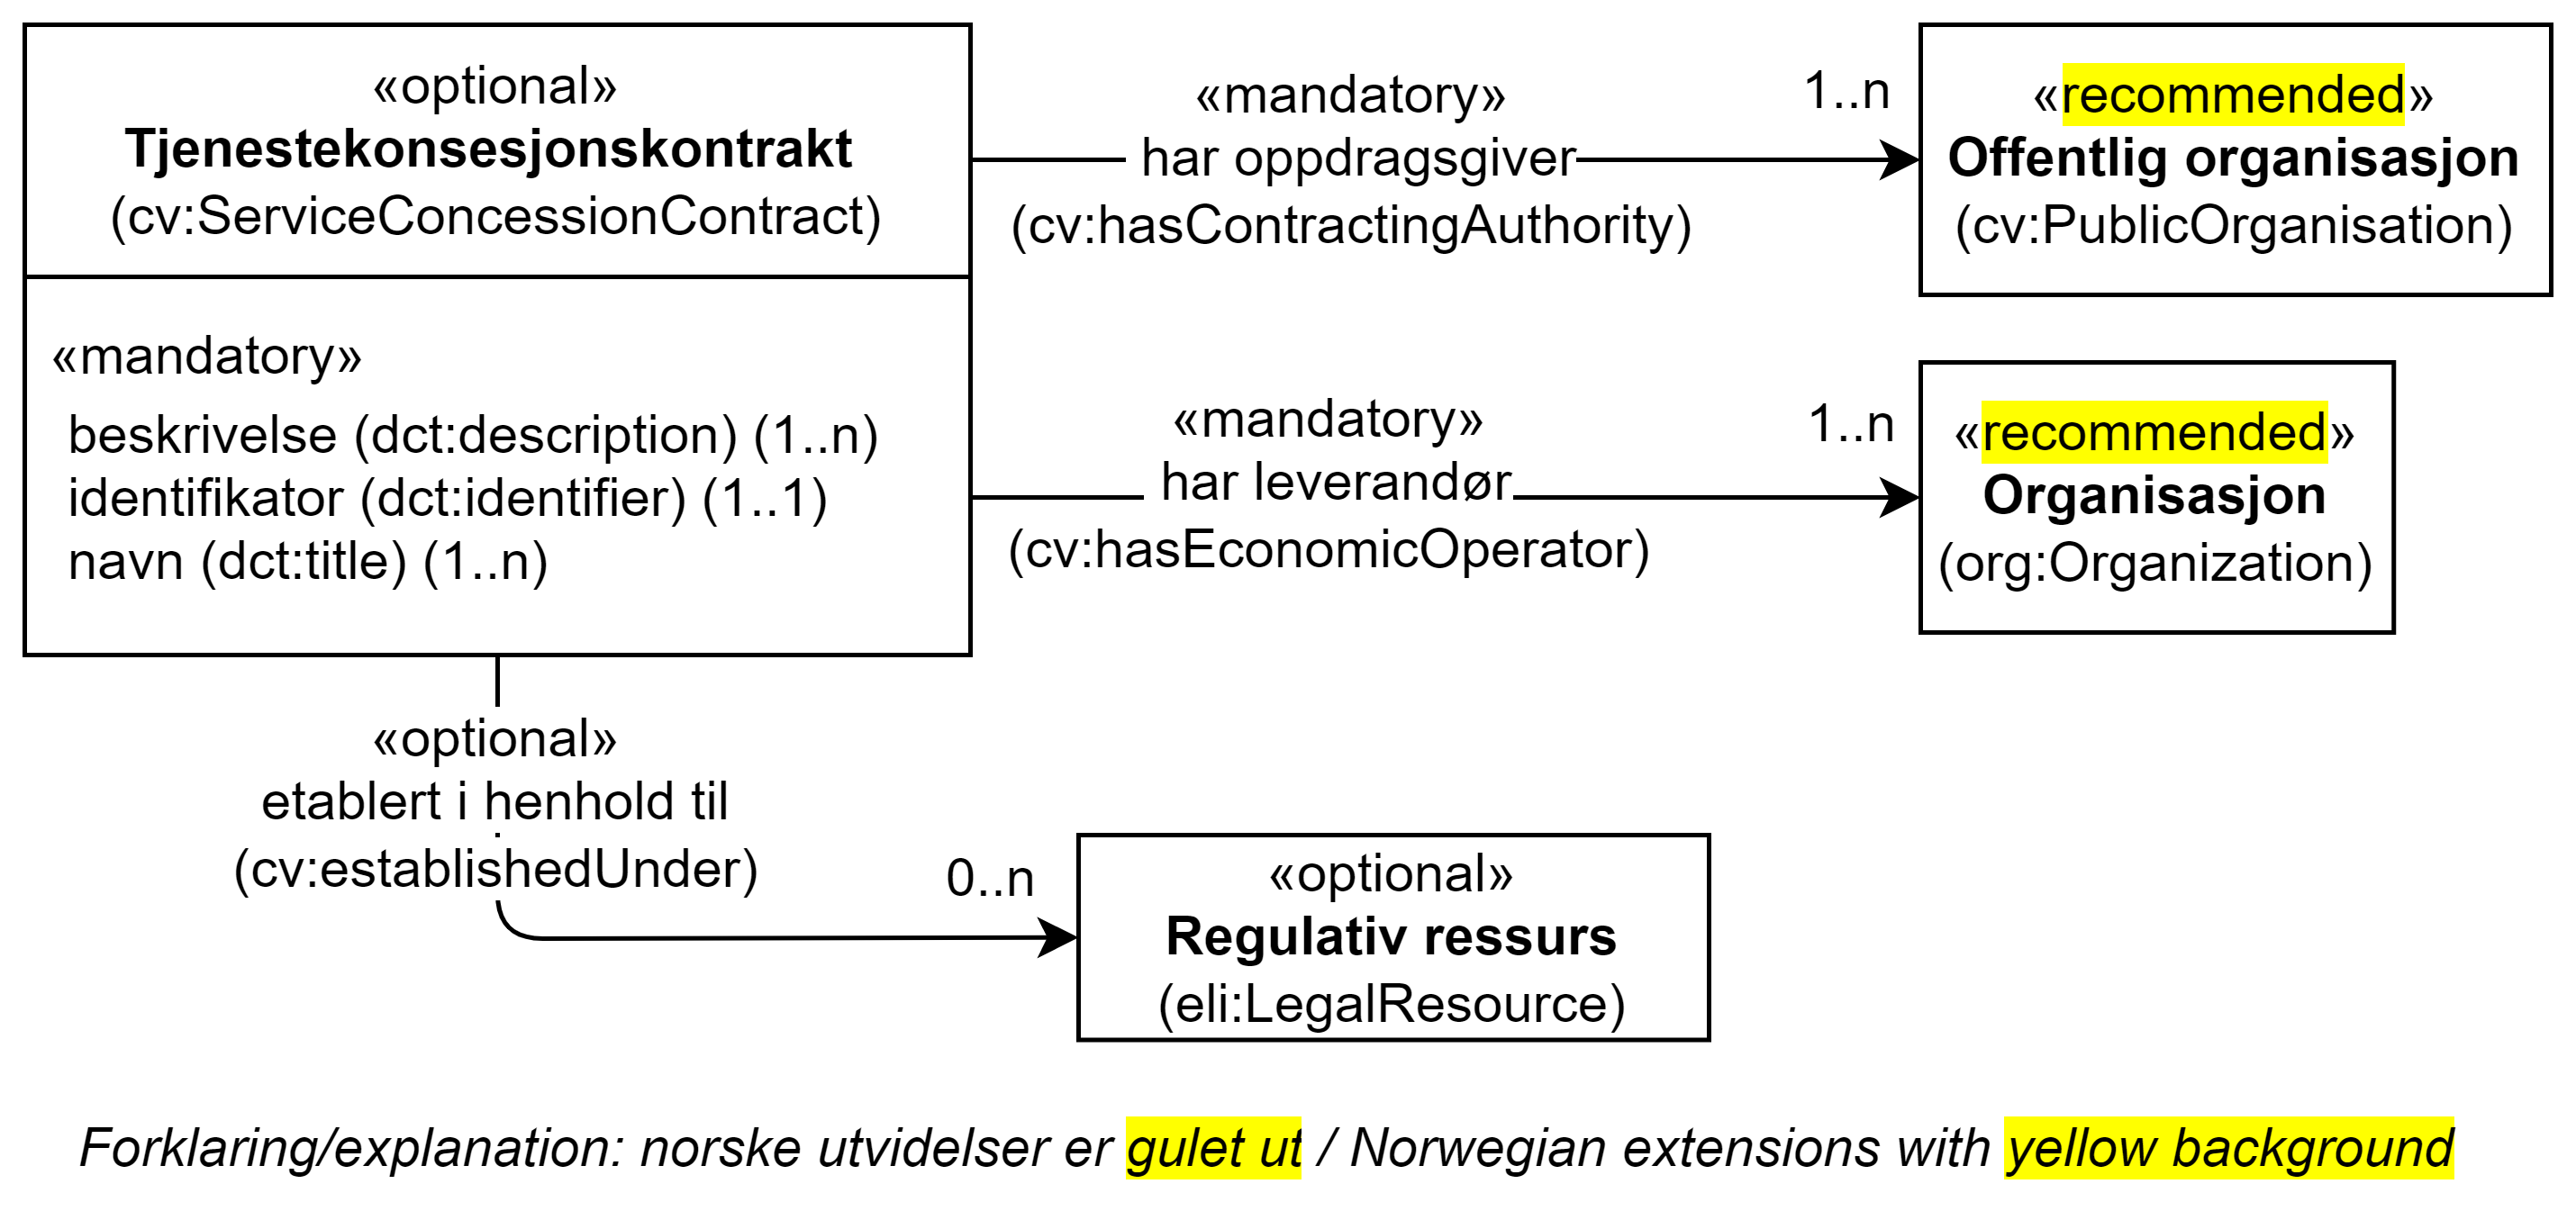 «optional»
Tjenestekonsesjonskontrakt
(cv:ServiceConcessionContract)
«mandatory»
beskrivelse (dct:description) (1..n)
identifikator (dct:identifier) (1..1)
navn (dct:title) (1..n)
«mandatory»
har oppdragsgiver
(cv:hasContractingAuthority)
1..n
«recommended»
Offentlig organisasjon
(cv:PublicOrganisation)
«mandatory»
har leverandør
(cv:hasEconomicOperator)
1..n
«recommended»
Organisasjon
(org:Organization)
«optional»
etablert i henhold til
(cv:establishedUnder)
0..n
«optional»
Regulativ ressurs
(eli:LegalResource)
Forklaring/explanation: norske utvidelser er gulet ut / Norwegian extensions with yellow background